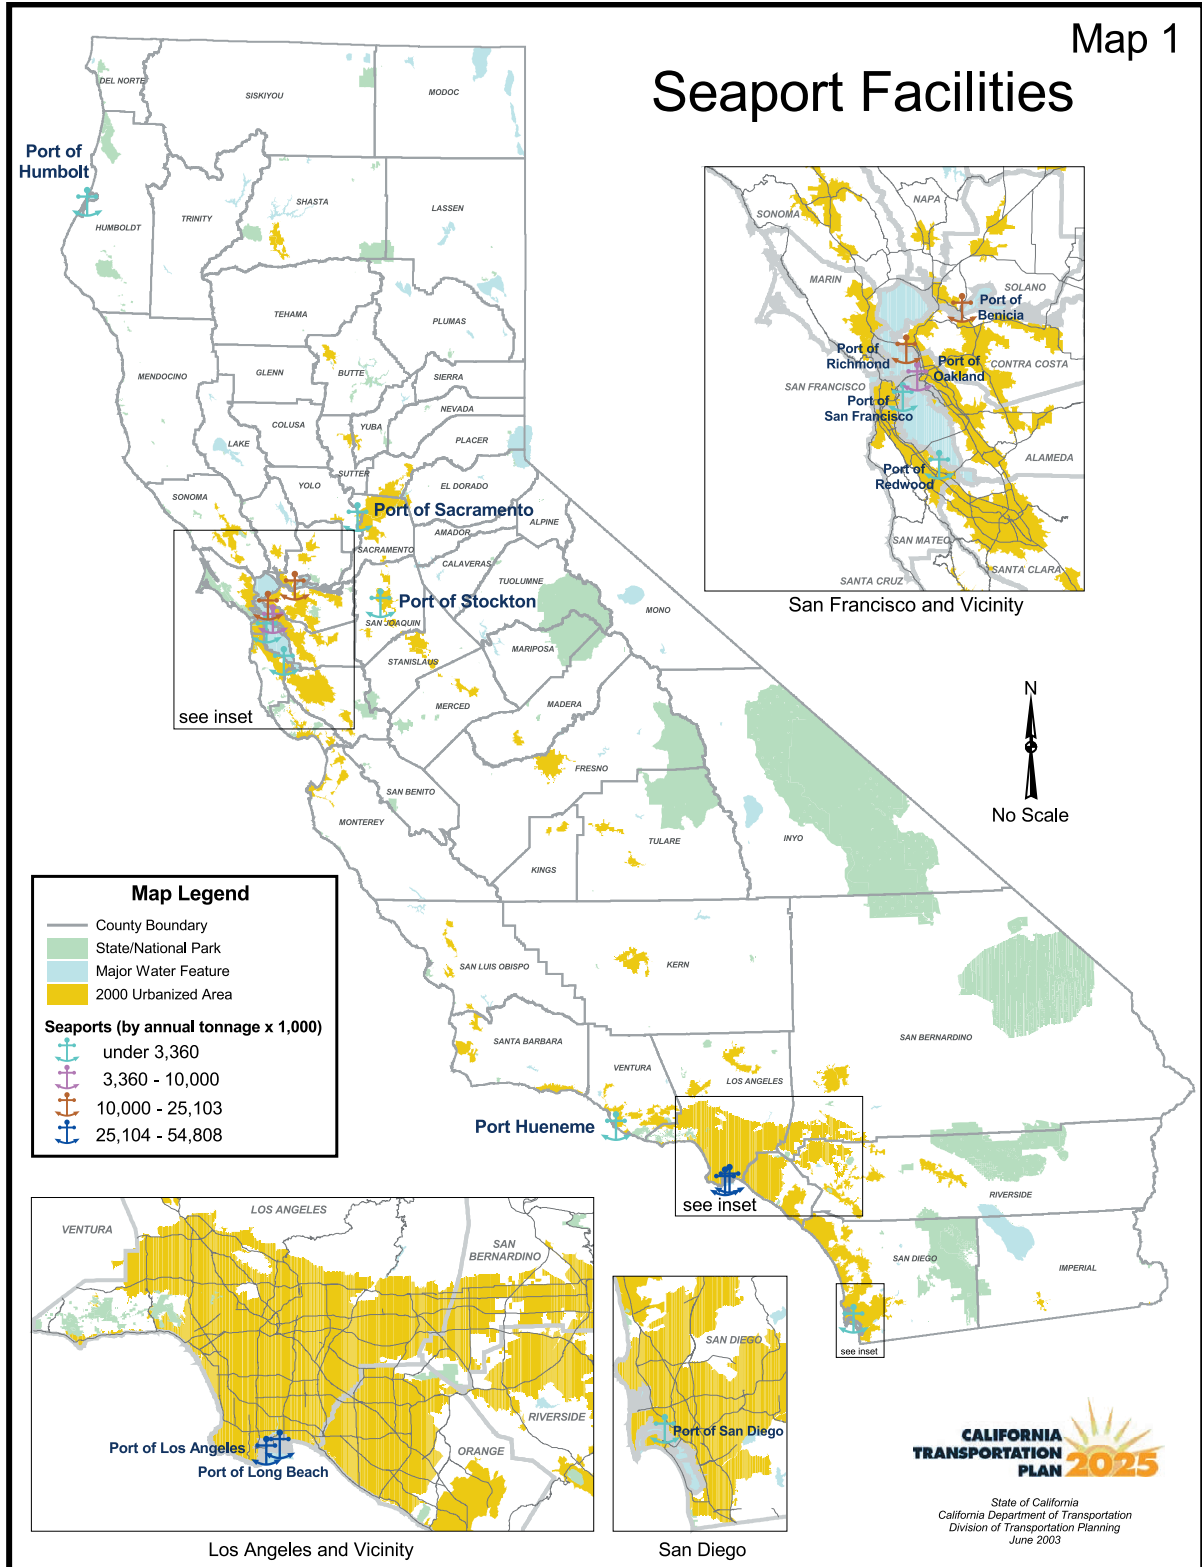 Map 1
Seaport Facilities
DEL NORTE
SISKIYOU
MODOC
Port of
Humbolt
HUMBOLDT
TRINITY
SHASTA
LASSEN
TEHAMA
PLUMAS
MENDOCINO
GLENN
BUTTE
SIERRA
NEVADA
COLUSA
YUBA
PLACER
LAKE
SUTTER
YOLO
EL DORADO
SONOMA
Port of Sacramento
ALPINE
AMADOR
SACRAMENTO
CALAVERAS
TUOLUMNE
Port of Stockton
MONO
SAN JOAQUIN
MARIPOSA
STANISLAUS
MERCED
MADERA
see inset
FRESNO
SAN BENITO
MONTEREY
TULARE
INYO
KINGS
SAN LUIS OBISPO
KERN
SAN BERNARDINO
SANTA BARBARA
VENTURA
LOS ANGELES
Port Hueneme
see inset
RIVERSIDE
SAN DIEGO
IMPERIAL
see inset
SONOMA
NAPA
MARIN
SOLANO
Port of
Benicia
Port of
Richmond
Port of
Oakland
CONTRA COSTA
SAN FRANCISCO
Port of
San Francisco
ALAMEDA
Port of
Redwood
SAN MATEO
SANTA CLARA
SANTA CRUZ
San Francisco and Vicinity
N
No Scale
Map Legend
County Boundary
State/National Park
Major Water Feature
2000 Urbanized Area
Seaports (by annual tonnage x 1,000)
under 3,360
3,360 - 10,000
10,000 - 25,103
25,104 - 54,808
VENTURA
LOS ANGELES
SAN
BERNARDINO
RIVERSIDE
ORANGE
Port of Los Angeles
Port of Long Beach
Los Angeles and Vicinity
SAN DIEGO
Port of San Diego
San Diego
CALIFORNIA
TRANSPORTATION
PLAN 2025
State of California
California Department of Transportation
Division of Transportation Planning
June 2003